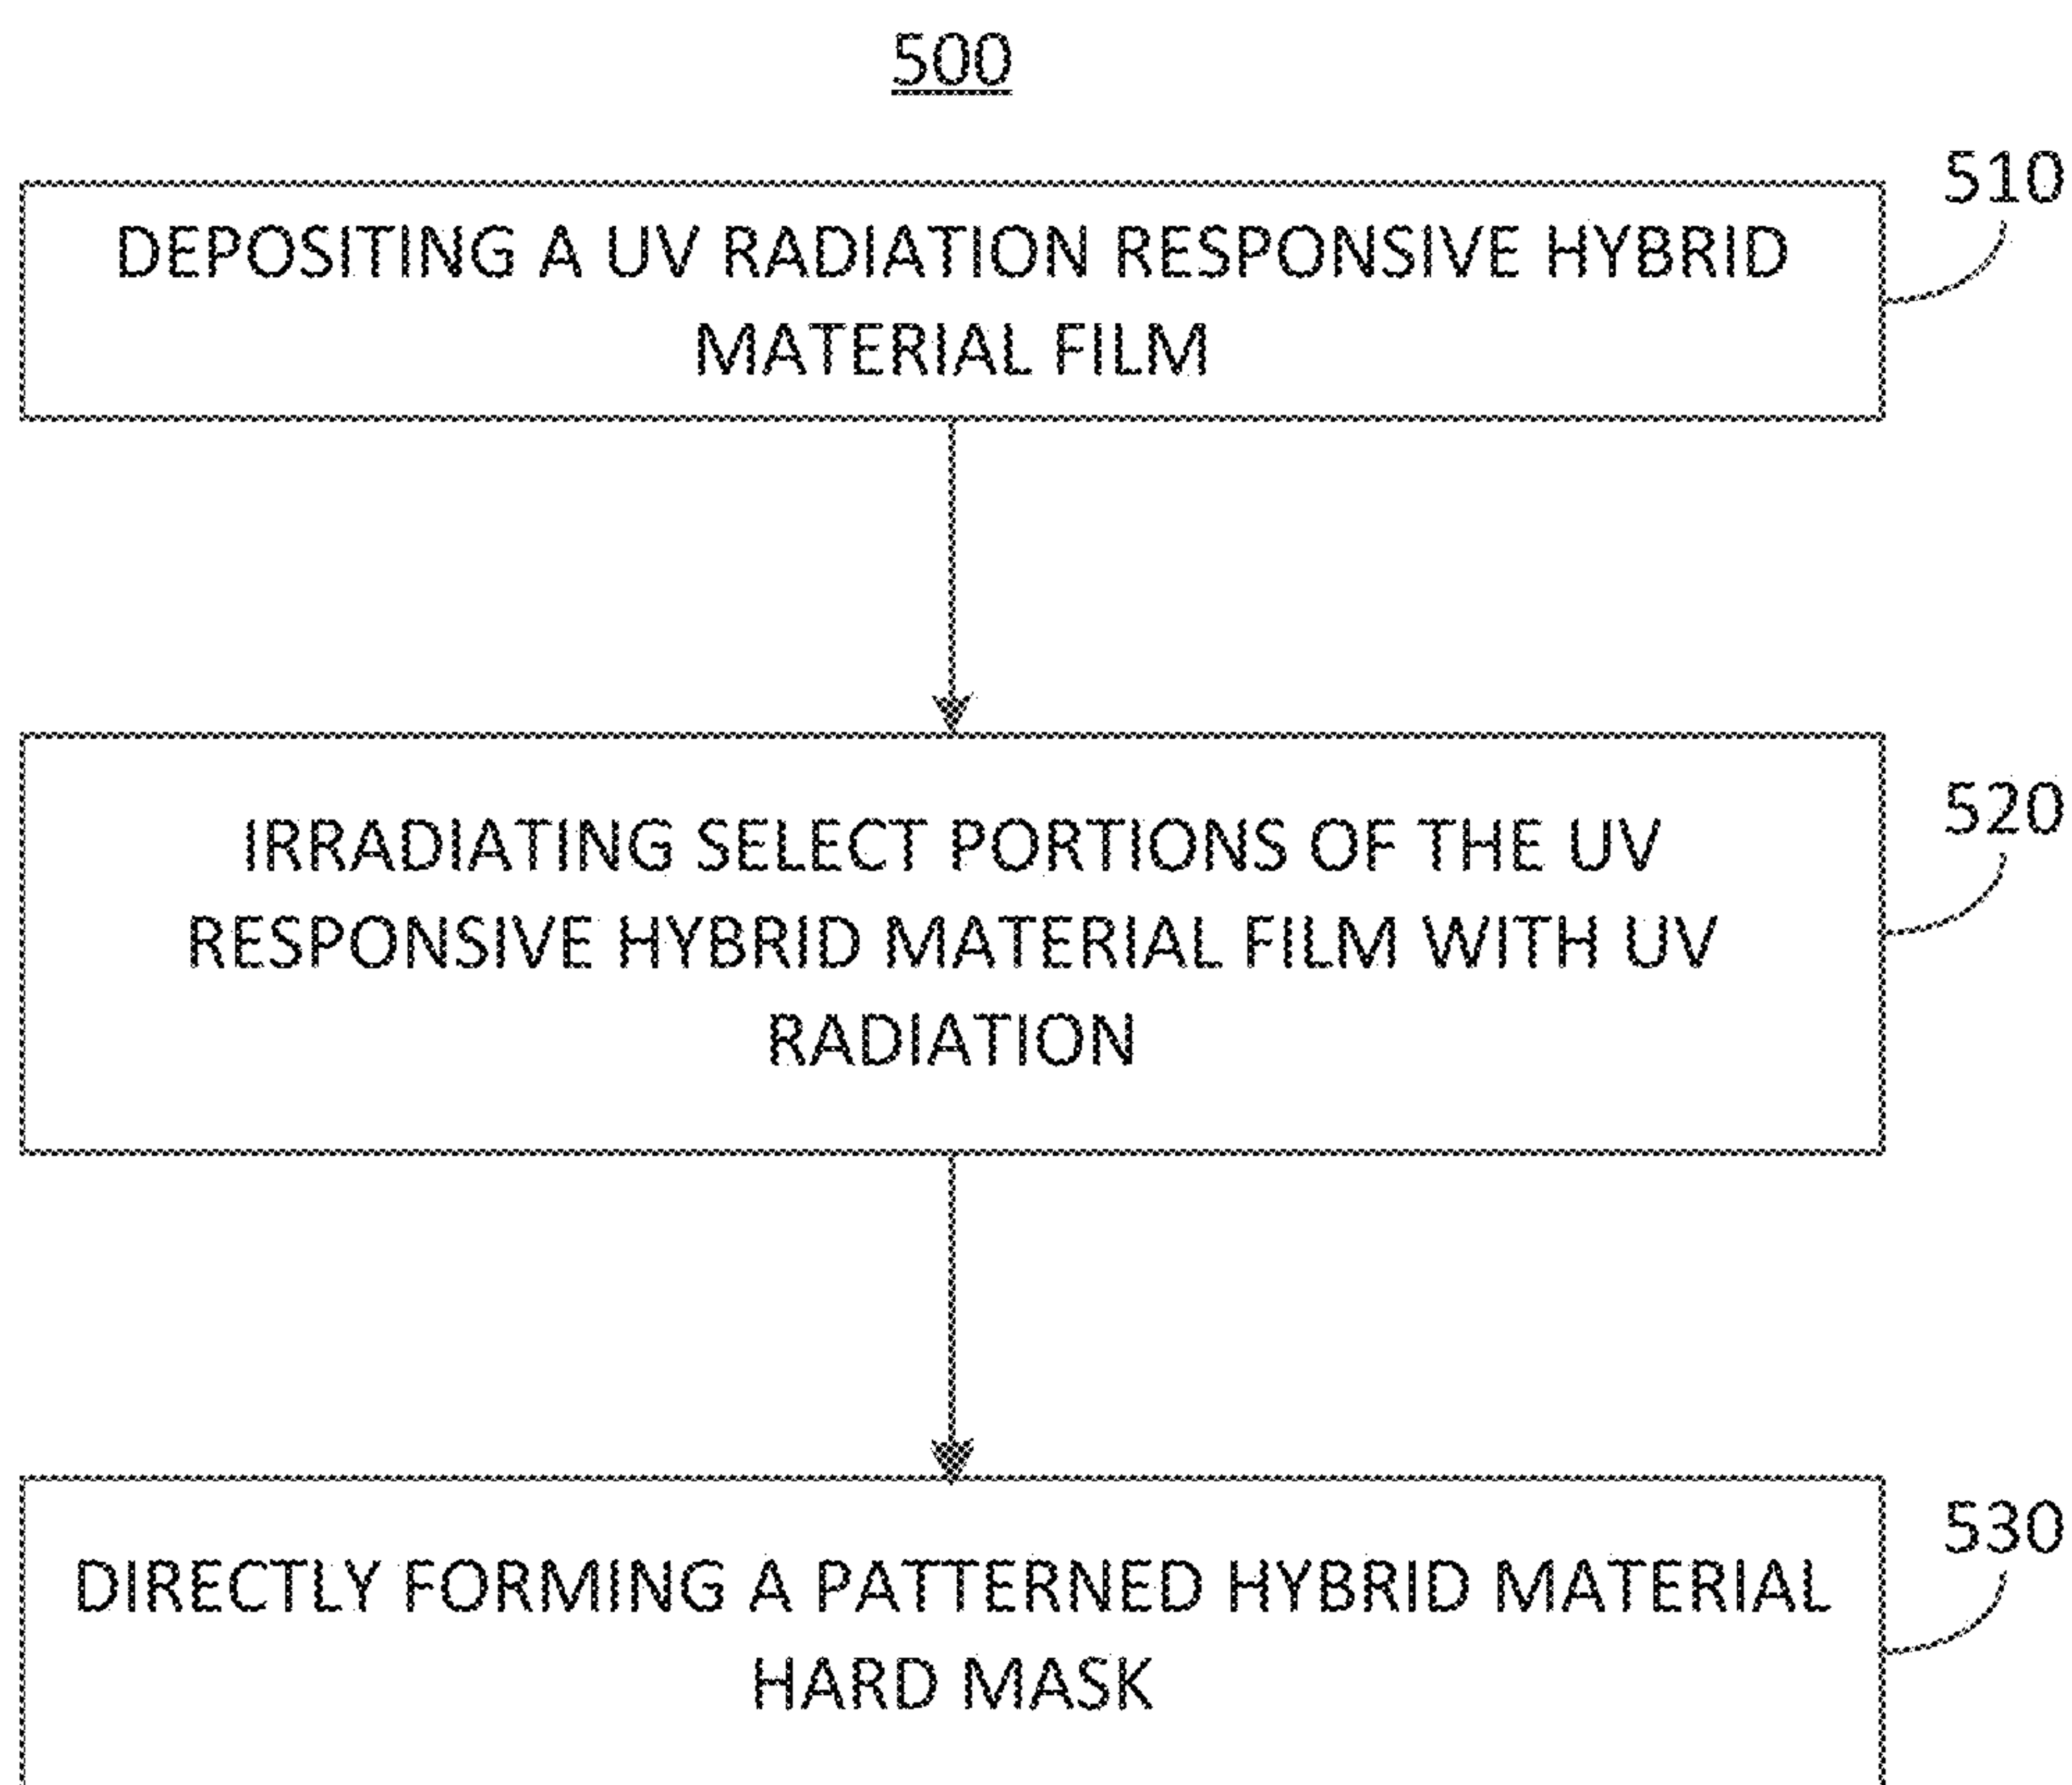 500
510
DEPOSITING A UV RADIATION RESPONSIVE HYBRID
MATERIAL FILM
520
IRRADIATING SELECT PORTIONS OF THE UV
RESPONSIVE HYBRID MATERIAL FILM WITH UV
RADIATION
530
DIRECTLY FORMING A PATTERNED HYBRID MATERIAL
HARD MASK